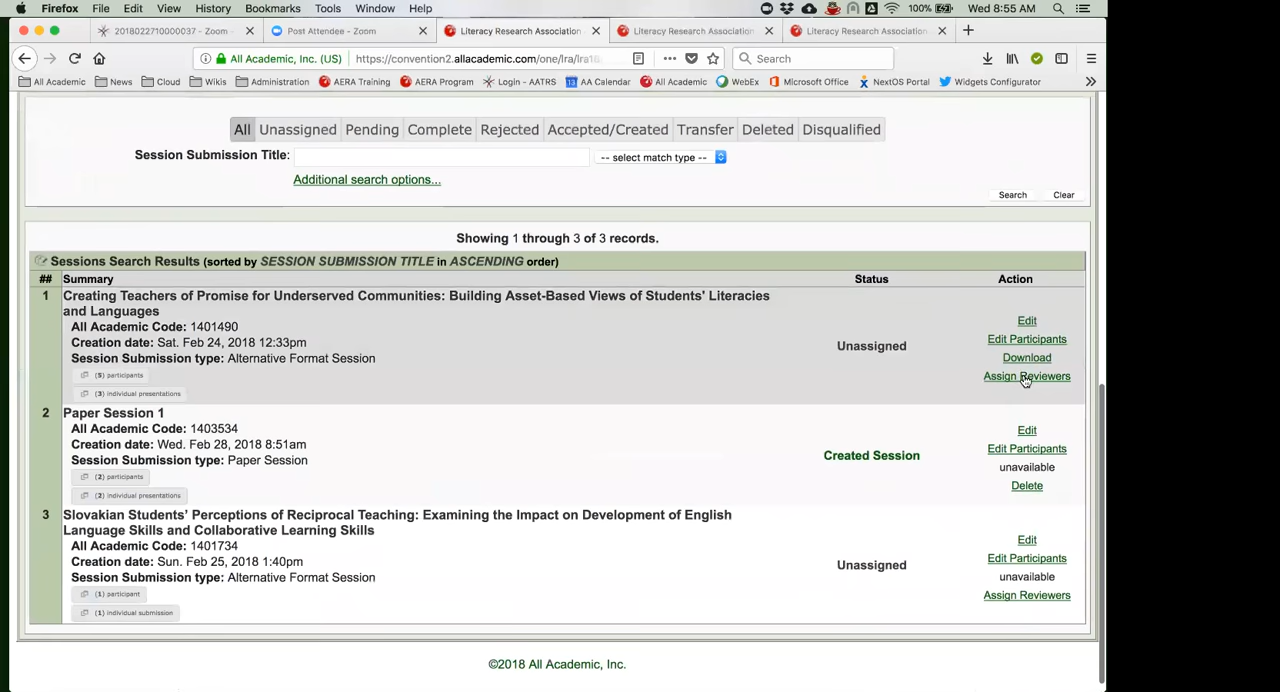 Firefox File Edit View History Bookmarks Tools Window Help 100% Wed 8:55 AM
2018022710000037 - Zoom Post Attendee - Zoom Literacy Research Association Literacy Research Association Literacy Research Association
All Academic, Inc. (US) https://convention2.allacademic.com/one/lra/lra18 Search
All Academic News Cloud Wikis Administration AERA Training AERA Program Login - AATRS AA Calendar All Academic WebEx Microsoft Office NextOS Portal Widgets Configurator
All Unassigned Pending Complete Rejected Accepted/Created Transfer Deleted Disqualified
Session Submission Title: -- select match type --
Additional search options...
Search Clear
Showing 1 through 3 of 3 records.
Sessions Search Results (sorted by SESSION SUBMISSION TITLE in ASCENDING order)
## Summary Status Action
1 Creating Teachers of Promise for Underserved Communities: Building Asset-Based Views of Students' Literacies
and Languages
All Academic Code: 1401490
Creation date: Sat. Feb 24, 2018 12:33pm
Session Submission type: Alternative Format Session
(5) participants
(3) individual presentations
Unassigned
Edit
Edit Participants
Download
Assign Reviewers
2 Paper Session 1
All Academic Code: 1403534
Creation date: Wed. Feb 28, 2018 8:51am
Session Submission type: Paper Session
(2) participants
(2) individual presentations
Created Session
Edit
Edit Participants
unavailable
Delete
3 Slovakian Students' Perceptions of Reciprocal Teaching: Examining the Impact on Development of English
Language Skills and Collaborative Learning Skills
All Academic Code: 1401734
Creation date: Sun. Feb 25, 2018 1:40pm
Session Submission type: Alternative Format Session
(1) participant
(1) individual submission
Unassigned
Edit
Edit Participants
unavailable
Assign Reviewers
©2018 All Academic, Inc.